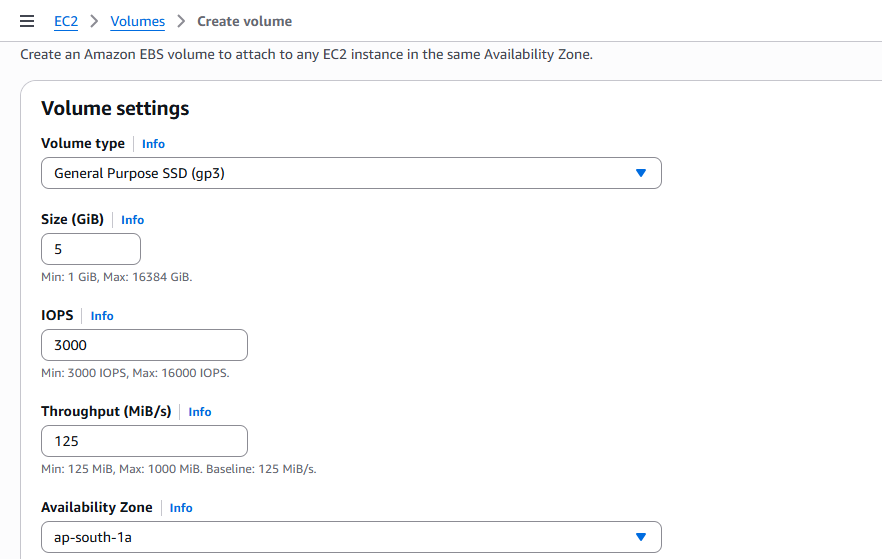 EC2 > Volumes > Create volume
Create an Amazon EBS volume to attach to any EC2 instance in the same Availability Zone.
Volume settings
Volume type | Info
General Purpose SSD (gp3)
Size (GiB) | Info
5
Min: 1 GiB, Max: 16384 GiB.
IOPS | Info
3000
Min: 3000 IOPS, Max: 16000 IOPS.
Throughput (MiB/s) | Info
125
Min: 125 MiB, Max: 1000 MiB. Baseline: 125 MiB/s.
Availability Zone | Info
ap-south-1a